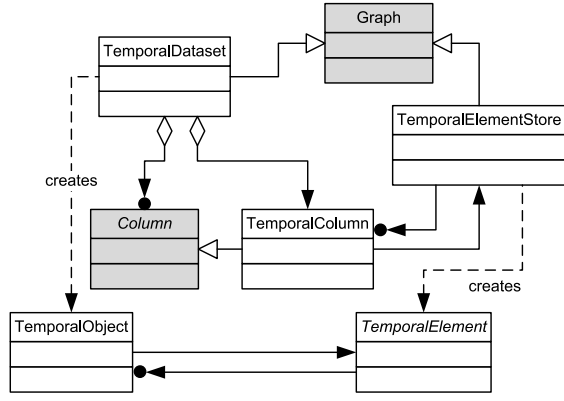 Graph
TemporalDataset
TemporalElementStore
creates
Column
TemporalColumn
creates
TemporalObject
TemporalElement